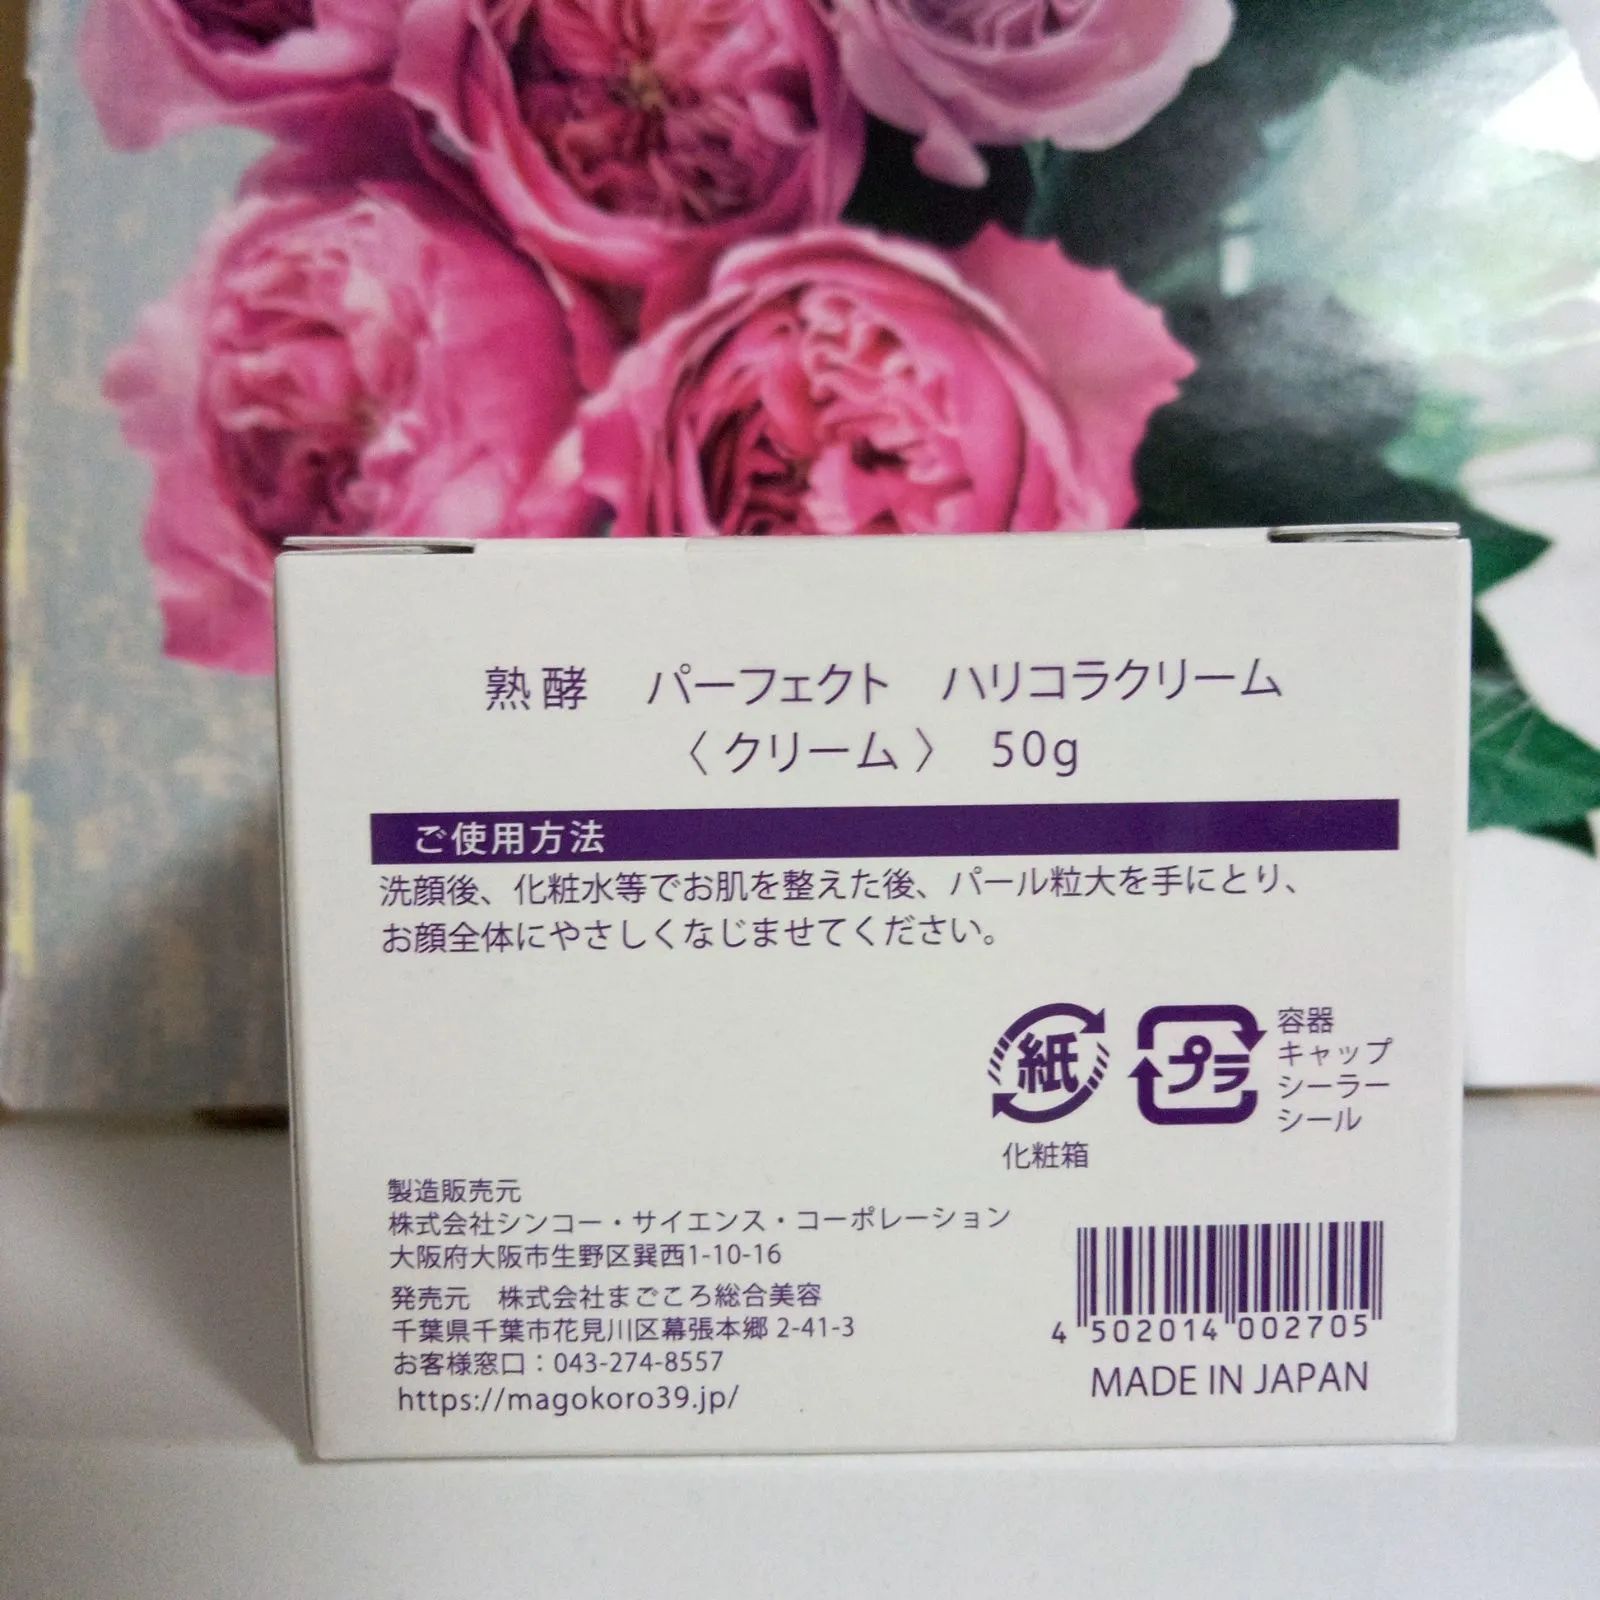 熟酵　パーフェクト　ハリコラクリーム
〈クリーム〉 50g
ご使用方法
洗顔後、化粧水等でお肌を整えた後、パール粒大を手にとり、
お顔全体にやさしくなじませてください。
紙
化粧箱
プラ
容器
キャップ
シーラー
シール
製造販売元
株式会社シンコー・サイエンス・コーポレーション
大阪府大阪市生野区巽西1-10-16
発売元　株式会社まごころ総合美容
千葉県千葉市花見川区幕張本郷 2-41-3
お客様窓口：043-274-8557
https://magokoro39.jp/
4 502014 002705
MADE IN JAPAN